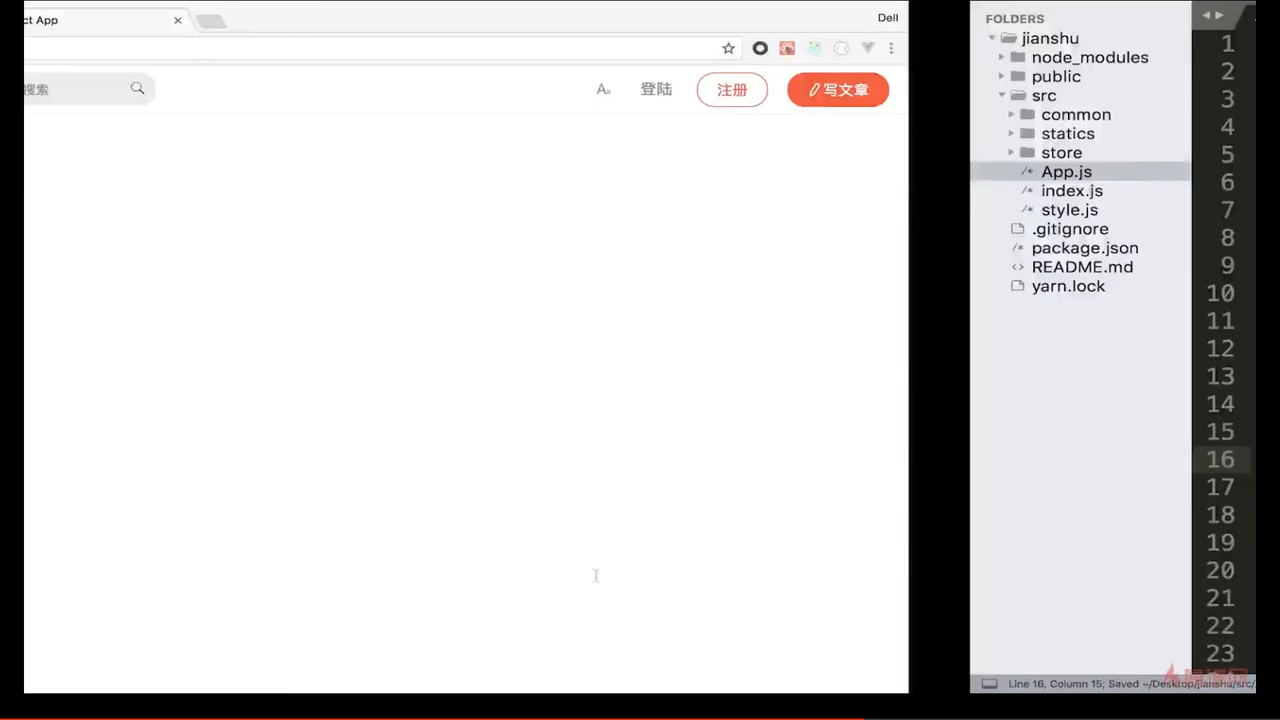 ct App
Dell
搜索
Aa
登陆
注册
写文章
FOLDERS
jianshu
node_modules
public
src
common
statics
store
App.js
index.js
style.js
.gitignore
package.json
README.md
yarn.lock
1
2
3
4
5
6
7
8
9
10
11
12
13
14
15
16
17
18
19
20
21
22
23
Line 16, Column 15; Saved ~/Desktop/jianshu/src/